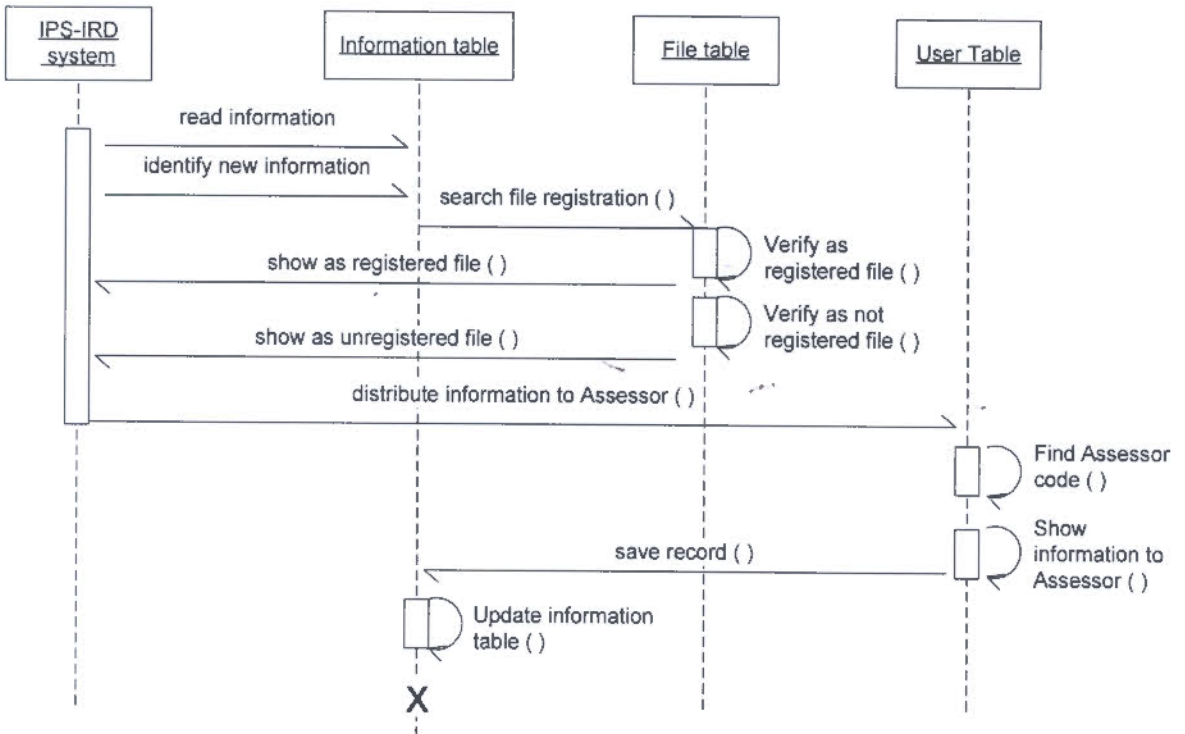 IPS-IRD
system
Information table
File table
User Table
read information
identify new information
search file registration ( )
Verify as
registered file ( )
show as registered file ( )
Verify as not
registered file ( )
show as unregistered file ( )
distribute information to Assessor ( )
Find Assessor
code ( )
Show
information to
Assessor ( )
save record ( )
Update information
table ( )
X